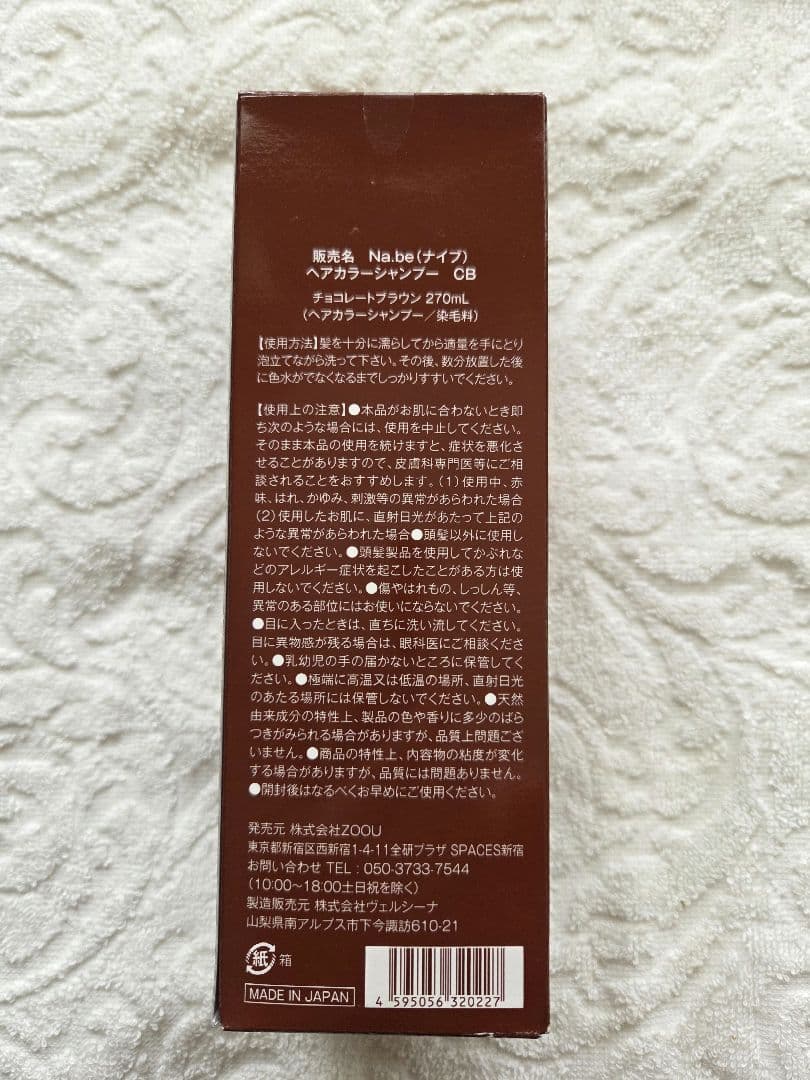 販売名　Na.be（ナイブ）
ヘアカラーシャンプー　CB
チョコレートブラウン 270mL
（ヘアカラーシャンプー／染毛料）
【使用方法】髪を十分に濡らしてから適量を手にとり
泡立てながら洗って下さい。その後、数分放置した後
に色水がでなくなるまでしっかりすすいでください。
【使用上の注意】●本品がお肌に合わないとき即
ち次のような場合には、使用を中止してください。
そのまま本品の使用を続けますと、症状を悪化さ
せることがありますので、皮膚科専門医等にご相
談されることをおすすめします。（1）使用中、赤
味、はれ、かゆみ、刺激等の異常があらわれた場合
（2）使用したお肌に、直射日光があたって上記の
ような異常があらわれた場合●頭髪以外に使用し
ないでください。●頭髪製品を使用してかぶれな
どのアレルギー症状を起こしたことがある方は使
用しないでください。●傷やはれもの、しっしん等、
異常のある部位にはお使いにならないでください。
●目に入ったときは、直ちに洗い流してください。
目に異物感が残る場合は、眼科医にご相談くださ
い。●乳幼児の手の届かないところに保管してく
ださい。●極端に高温又は低温の場所、直射日光
のあたる場所には保管しないでください。●天然
由来成分の特性上、製品の色や香りに多少のばら
つきがみられる場合がありますが、品質上問題ござ
いません。●商品の特性上、内容物の粘度が変化
する場合がありますが、品質には問題ありません。
●開封後はなるべくお早めにご使用ください。
発売元 株式会社ZOOU
東京都新宿区西新宿1-4-11全研プラザ SPACES新宿
お問い合わせ TEL : 050-3733-7544
（10:00～18:00土日祝を除く）
製造販売元 株式会社ヴェルシーナ
山梨県南アルプス市下今諏訪610-21
紙 箱
MADE IN JAPAN
4 595056 320227